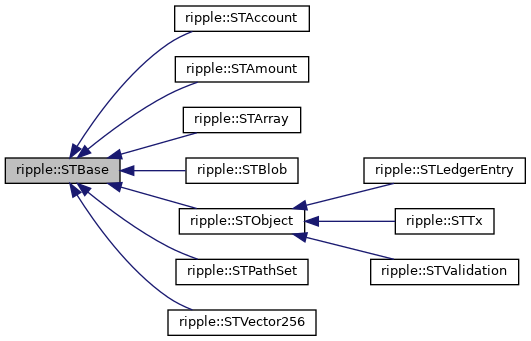 ripple::STAccount
ripple::STAmount
ripple::STArray
ripple::STBase
ripple::STBlob
ripple::STLedgerEntry
ripple::STObject
ripple::STTx
ripple::STPathSet
ripple::STValidation
ripple::STVector256